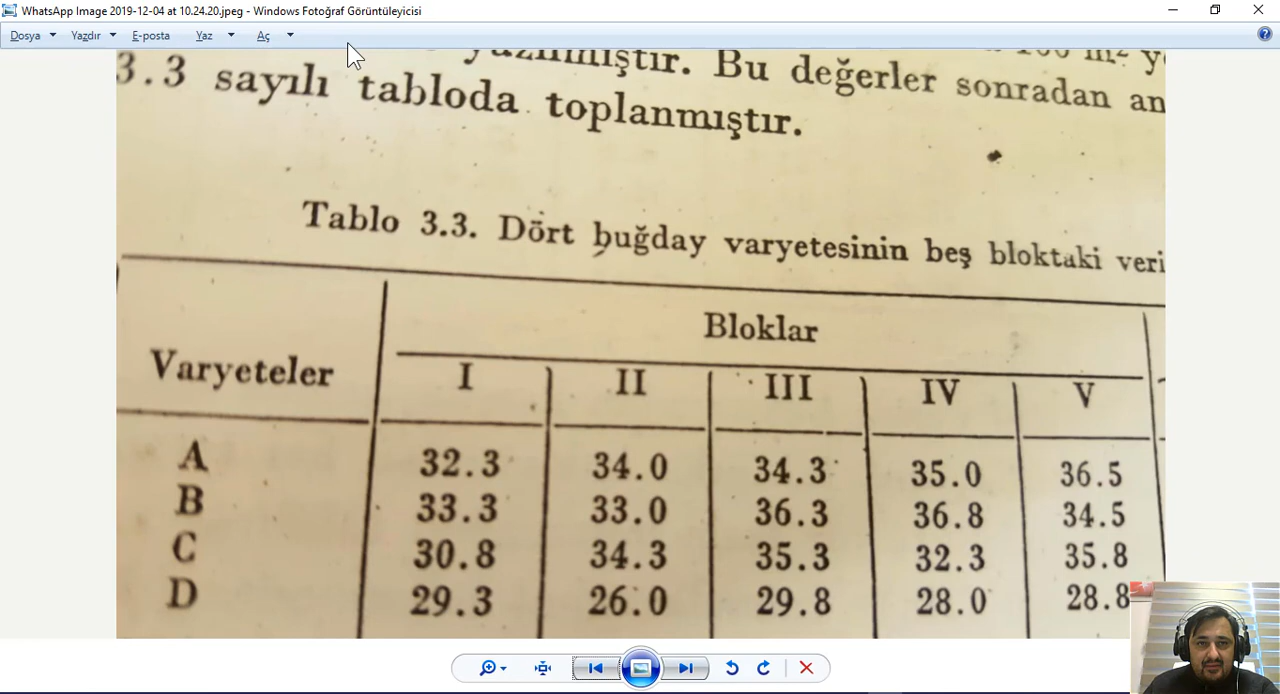 WhatsApp Image 2019-12-04 at 10.24.20.jpeg - Windows Fotoğraf Görüntüleyicisi
Dosya Yazdır E-posta Yaz Aç
yazılmıştır. Bu değerler sonradan an
3.3 sayılı tabloda toplanmıştır.
Tablo 3.3. Dört buğday varyetesinin beş bloktaki veri
Bloklar
Varyeteler I II III IV V
A 32.3 34.0 34.3 35.0 36.5
B 33.3 33.0 36.3 36.8 34.5
C 30.8 34.3 35.3 32.3 35.8
D 29.3 26.0 29.8 28.0 28.8